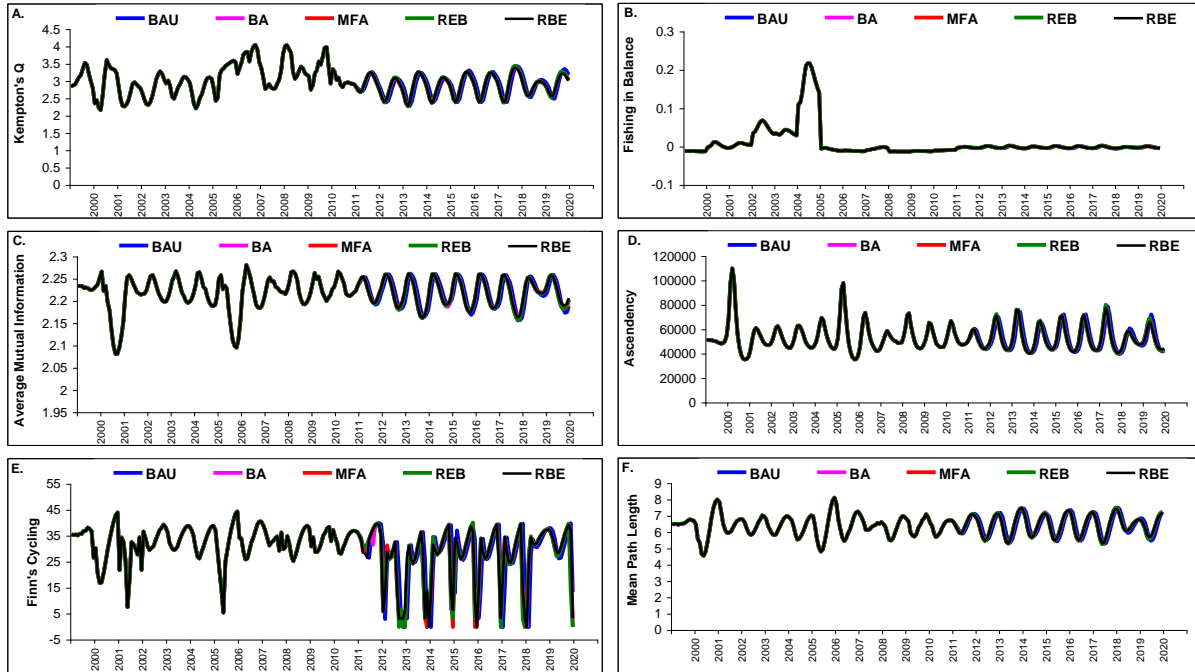 A.
BAU BA MFA REB RBE
Kempton's Q
4.5
4
3.5
3
2.5
2
1.5
1
0.5
0
2000 2001 2002 2003 2004 2005 2006 2007 2008 2009 2010 2011 2012 2013 2014 2015 2016 2017 2018 2019 2020
B.
BAU BA MFA REB RBE
Fishing in Balance
0.3
0.2
0.1
0
-0.1
2000 2001 2002 2003 2004 2005 2006 2007 2008 2009 2010 2011 2012 2013 2014 2015 2016 2017 2018 2019 2020
C.
BAU BA MFA REB RBE
Average Mutual Information
2.3
2.25
2.2
2.15
2.1
2.05
2
1.95
2000 2001 2002 2003 2004 2005 2006 2007 2008 2009 2010 2011 2012 2013 2014 2015 2016 2017 2018 2019 2020
D.
BAU BA MFA REB RBE
Ascendency
120000
100000
80000
60000
40000
20000
0
2000 2001 2002 2003 2004 2005 2006 2007 2008 2009 2010 2011 2012 2013 2014 2015 2016 2017 2018 2019 2020
E.
BAU BA MFA REB RBE
Finn's Cycling
55
45
35
25
15
5
-5
2000 2001 2002 2003 2004 2005 2006 2007 2008 2009 2010 2011 2012 2013 2014 2015 2016 2017 2018 2019 2020
F.
BAU BA MFA REB RBE
Mean Path Length
9
8
7
6
5
4
3
2
1
0
2000 2001 2002 2003 2004 2005 2006 2007 2008 2009 2010 2011 2012 2013 2014 2015 2016 2017 2018 2019 2020